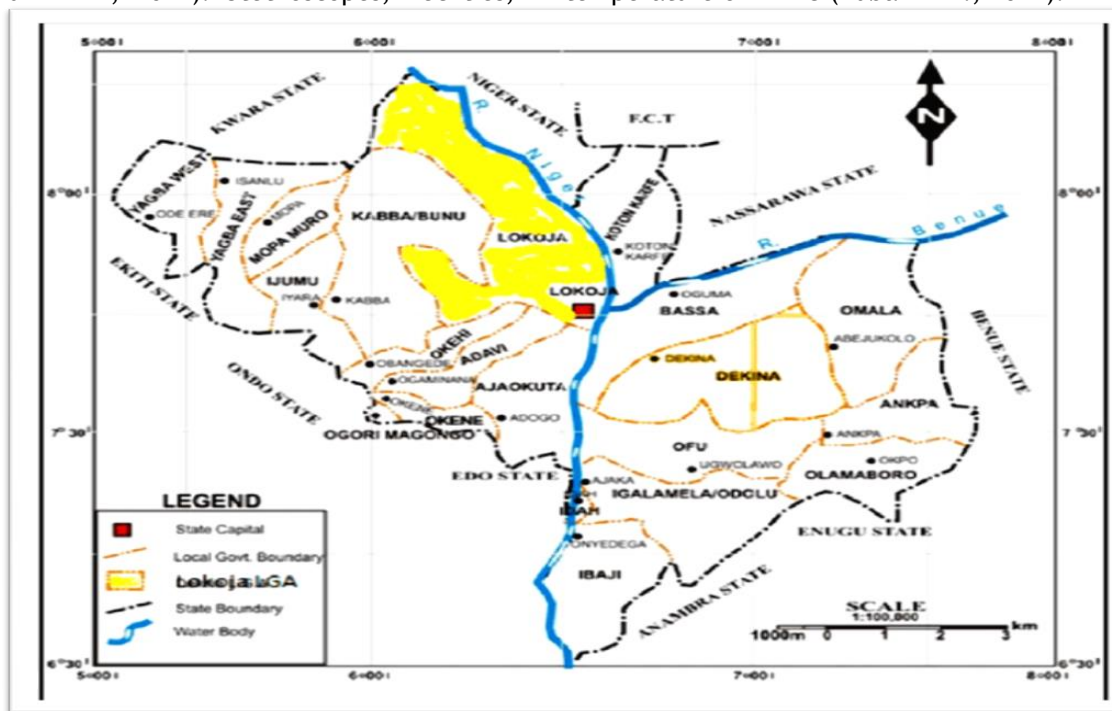 5°00'
6°00'
7°00'
8°00'
KWARA STATE
NIGER STATE
F.C.T
N
R. Niger
8°00'
8°00'
YAGBA WEST
ISANLU
ODE ERE
YAGBA EAST
MOPA
MOPA MURO
KABBA/BUNU
KOTON KARFE
NASSARAWA STATE
R. Benue
LOKOJA
KOTON
KARFE
EKITI STATE
IJUMU
IYARA
KABBA
LOKOJA
OGUMA
BASSA
OMALA
OKEHI
ADAVI
ABEJUKOLO
BENUE STATE
OBANGEDE
DEKINA
DEKINA
OGAMINANA
AJAOKUTA
ONDO STATE
OKENE
ADOGO
OKENE
ANKPA
OGORI MAGONGO
7°30'
7°30'
ANKPA
OFU
EDO STATE
UGWOLAWO
OKPO
OLAMABORO
AJAKA
IGALAMELA/ODOLU
IDAH
ENUGU STATE
ONYEDEGA
IBAJI
ANAMBRA STATE
LEGEND
State Capital
Local Govt. Boundary
Lokoja LGA
State Boundary
Water Body
SCALE
1:100,000
1000m 0 1 2 3 km
6°30'
6°30'
5°00'
6°00'
7°00'
8°00'